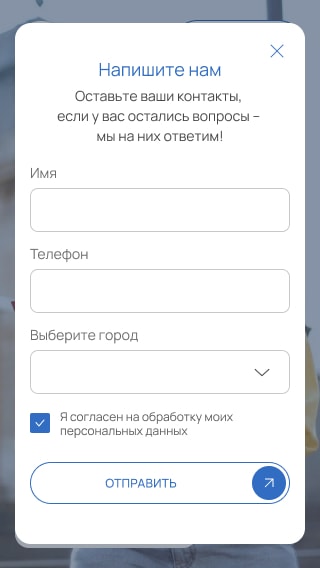 Напишите нам
Оставьте ваши контакты,
если у вас остались вопросы –
мы на них ответим!
Имя
Телефон
Выберите город
Я согласен на обработку моих
персональных данных
ОТПРАВИТЬ